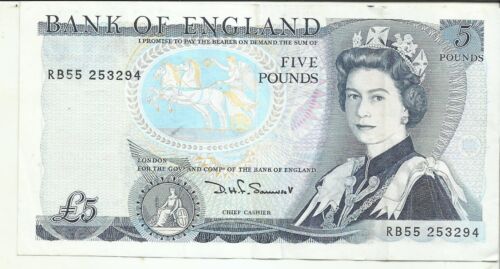 BANK OF ENGLAND
I PROMISE TO PAY THE BEARER ON DEMAND THE SUM OF
5
POUNDS
RB55 253294
FIVE
POUNDS
LONDON
FOR THE GOVR AND COMPA OF THE BANK OF ENGLAND
D.H.F. Somerset
CHIEF CASHIER
£5
RB55 253294